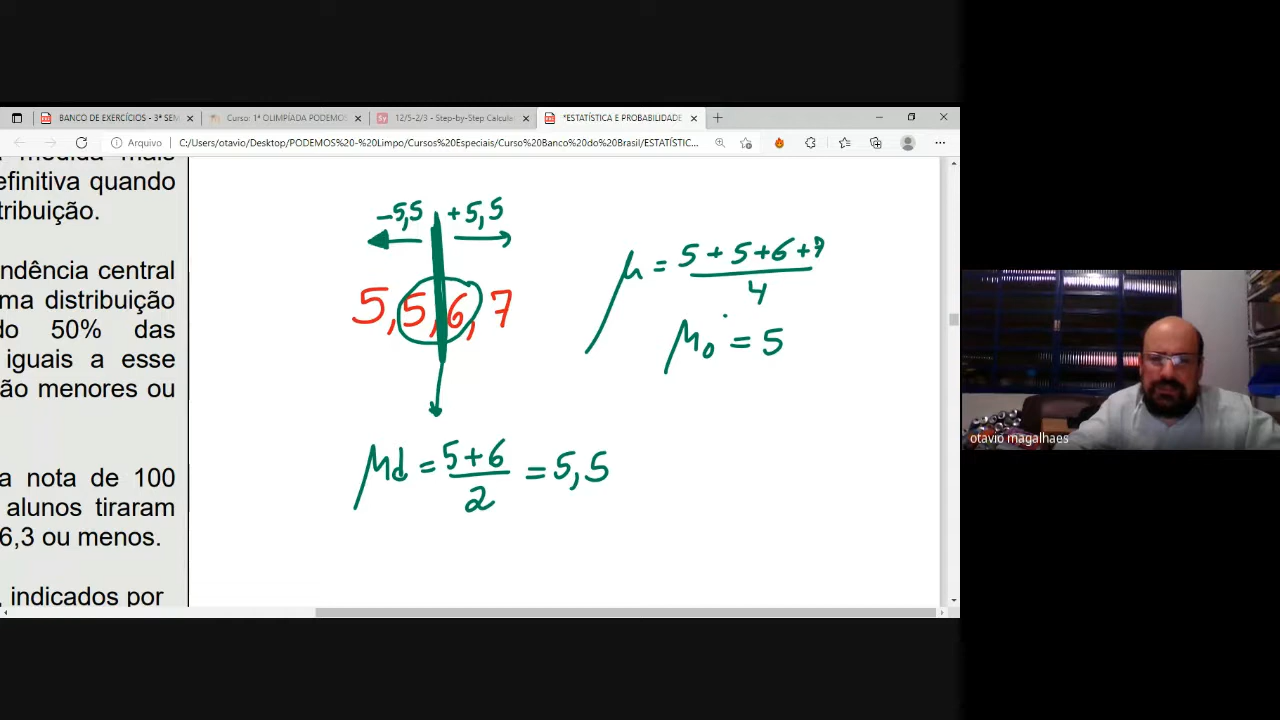 BANCO DE EXERCÍCIOS - 3ª SEM
Curso: 1ª OLIMPÍADA PODEMOS
12/5-2/3 - Step-by-Step Calcula
*ESTATÍSTICA E PROBABILIDADE
Arquivo
C:/Users/otavio/Desktop/PODEMOS%20-%20Limpo/Cursos%20Especiais/Curso%20Banco%20do%20Brasil/ESTATÍSTIC...
a medida mais
efinitiva quando
tribuição.
ndência central
ma distribuição
do 50% das
iguais a esse
ão menores ou
a nota de 100
alunos tiraram
6,3 ou menos.
, indicados por
-5,5 +5,5
5, 5, 6, 7
μ = 5 + 5 + 6 + 7
4
μo = 5
μd = 5+6 = 5,5
2
otavio magalhaes